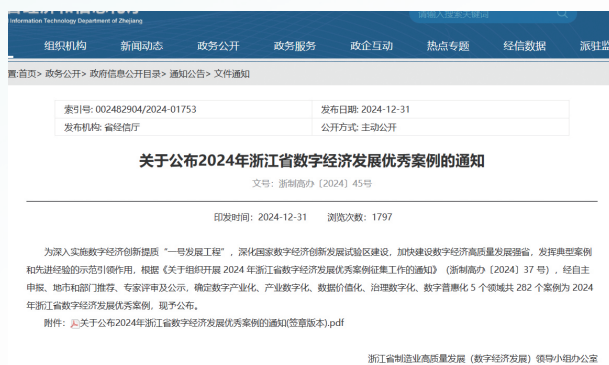 Information Technology Department of Zhejiang
请输入搜索关键词
组织机构 新闻动态 政务公开 政务服务 政企互动 热点专题 经信数据 派驻监
置:首页> 政务公开> 政府信息公开目录> 通知公告> 文件通知
索引号: 002482904/2024-01753 发布日期: 2024-12-31
发布机构: 省经信厅 公开方式: 主动公开
关于公布2024年浙江省数字经济发展优秀案例的通知
文号：浙制高办〔2024〕45号
印发时间：2024-12-31 浏览次数：1797
为深入实施数字经济创新提质“一号发展工程”，深化国家数字经济创新发展试验区建设，加快建设数字经济高质量发展强省，发挥典型案例
和先进经验的示范引领作用，根据《关于组织开展 2024 年浙江省数字经济发展优秀案例征集工作的通知》（浙制高办〔2024〕37 号），经自主
申报、地市和部门推荐、专家评审及公示，确定数字产业化、产业数字化、数据价值化、治理数字化、数字普惠化 5 个领域共 282 个案例为 2024
年浙江省数字经济发展优秀案例，现予公布。
附件：关于公布2024年浙江省数字经济发展优秀案例的通知(签章版本).pdf
浙江省制造业高质量发展（数字经济发展）领导小组办公室